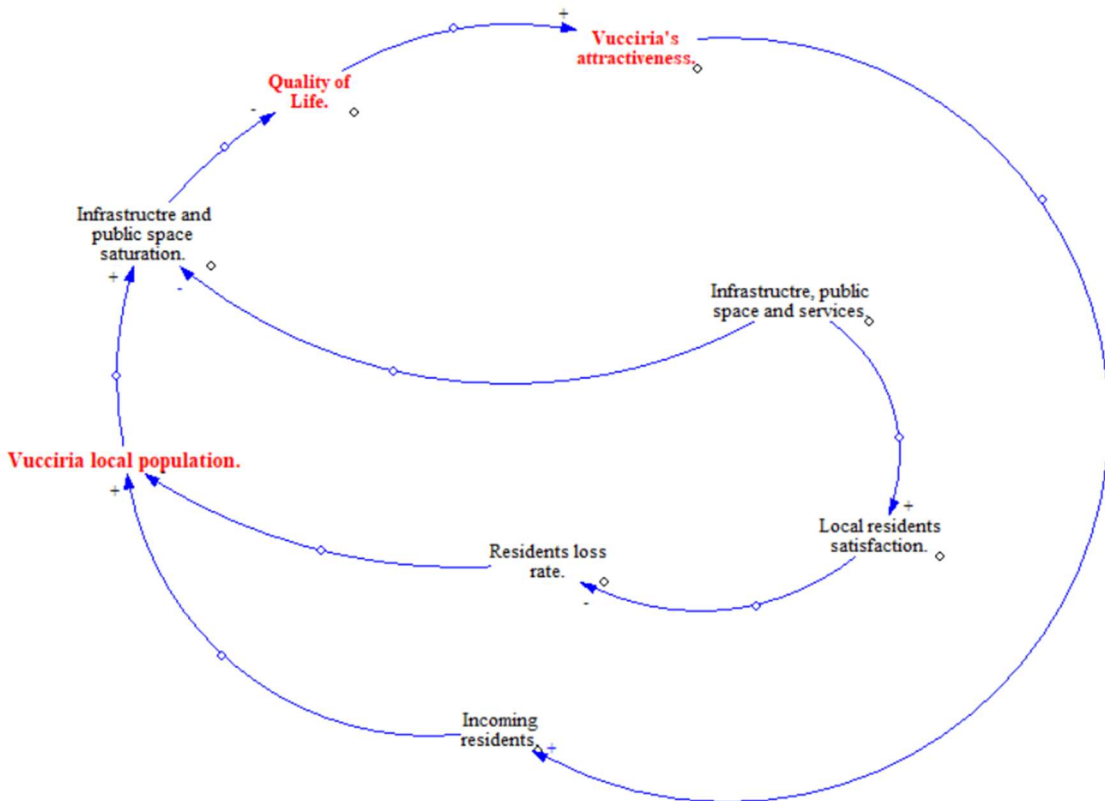 +
Vucciria's
attractiveness.
Quality of
Life.
-
Infrastructre and
public space
saturation.
+
-
Infrastructre, public
space and services.
Vucciria local population.
+
+
Local residents
satisfaction.
Residents loss
rate.
-
Incoming
residents.
+